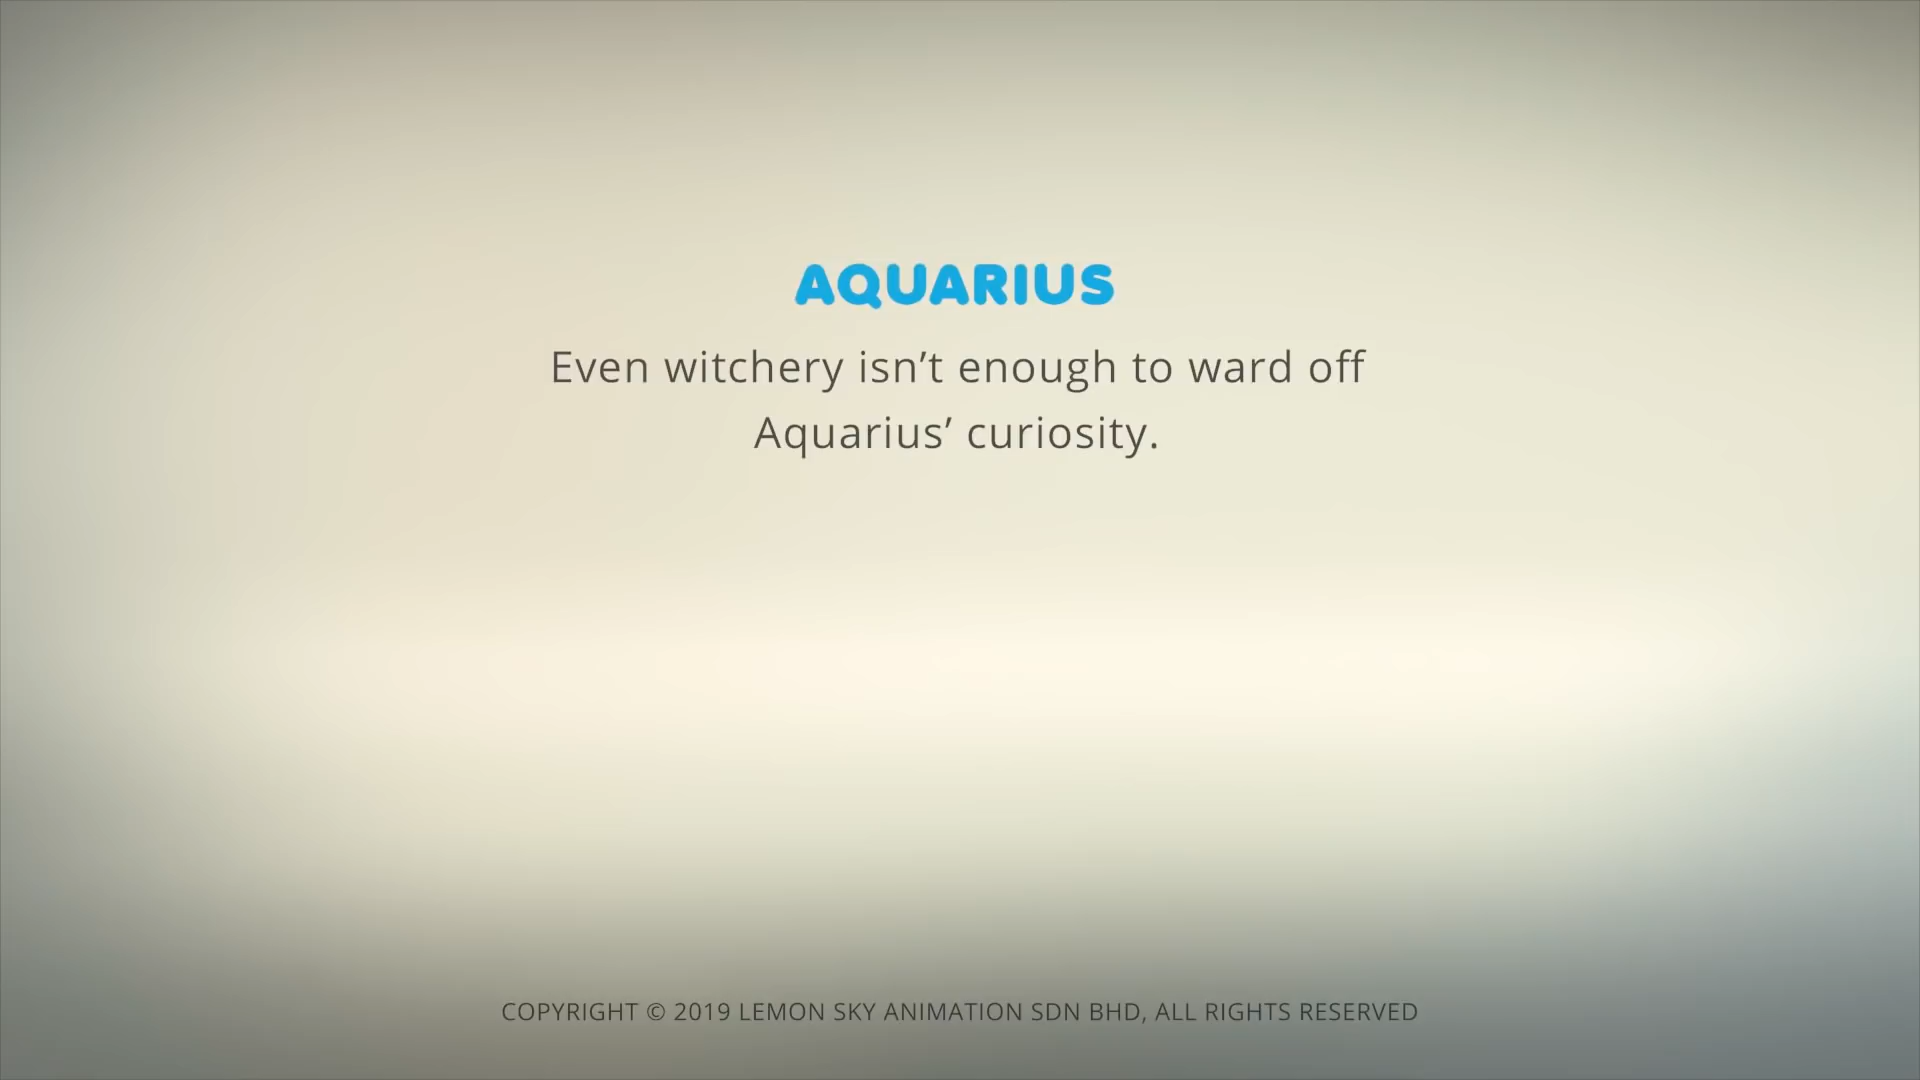 AQUARIUS
Even witchery isn’t enough to ward off
Aquarius’ curiosity.
COPYRIGHT © 2019 LEMON SKY ANIMATION SDN BHD, ALL RIGHTS RESERVED